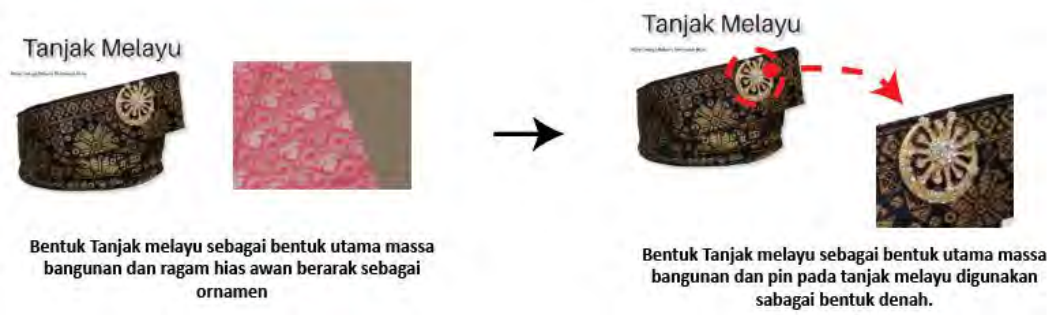 Tanjak Melayu
Bentuk Tanjak melayu sebagai bentuk utama massa
bangunan dan ragam hias awan berarak sebagai
ornamen
Tanjak Melayu
Bentuk Tanjak melayu sebagai bentuk utama massa
bangunan dan pin pada tanjak melayu digunakan
sabagai bentuk denah.